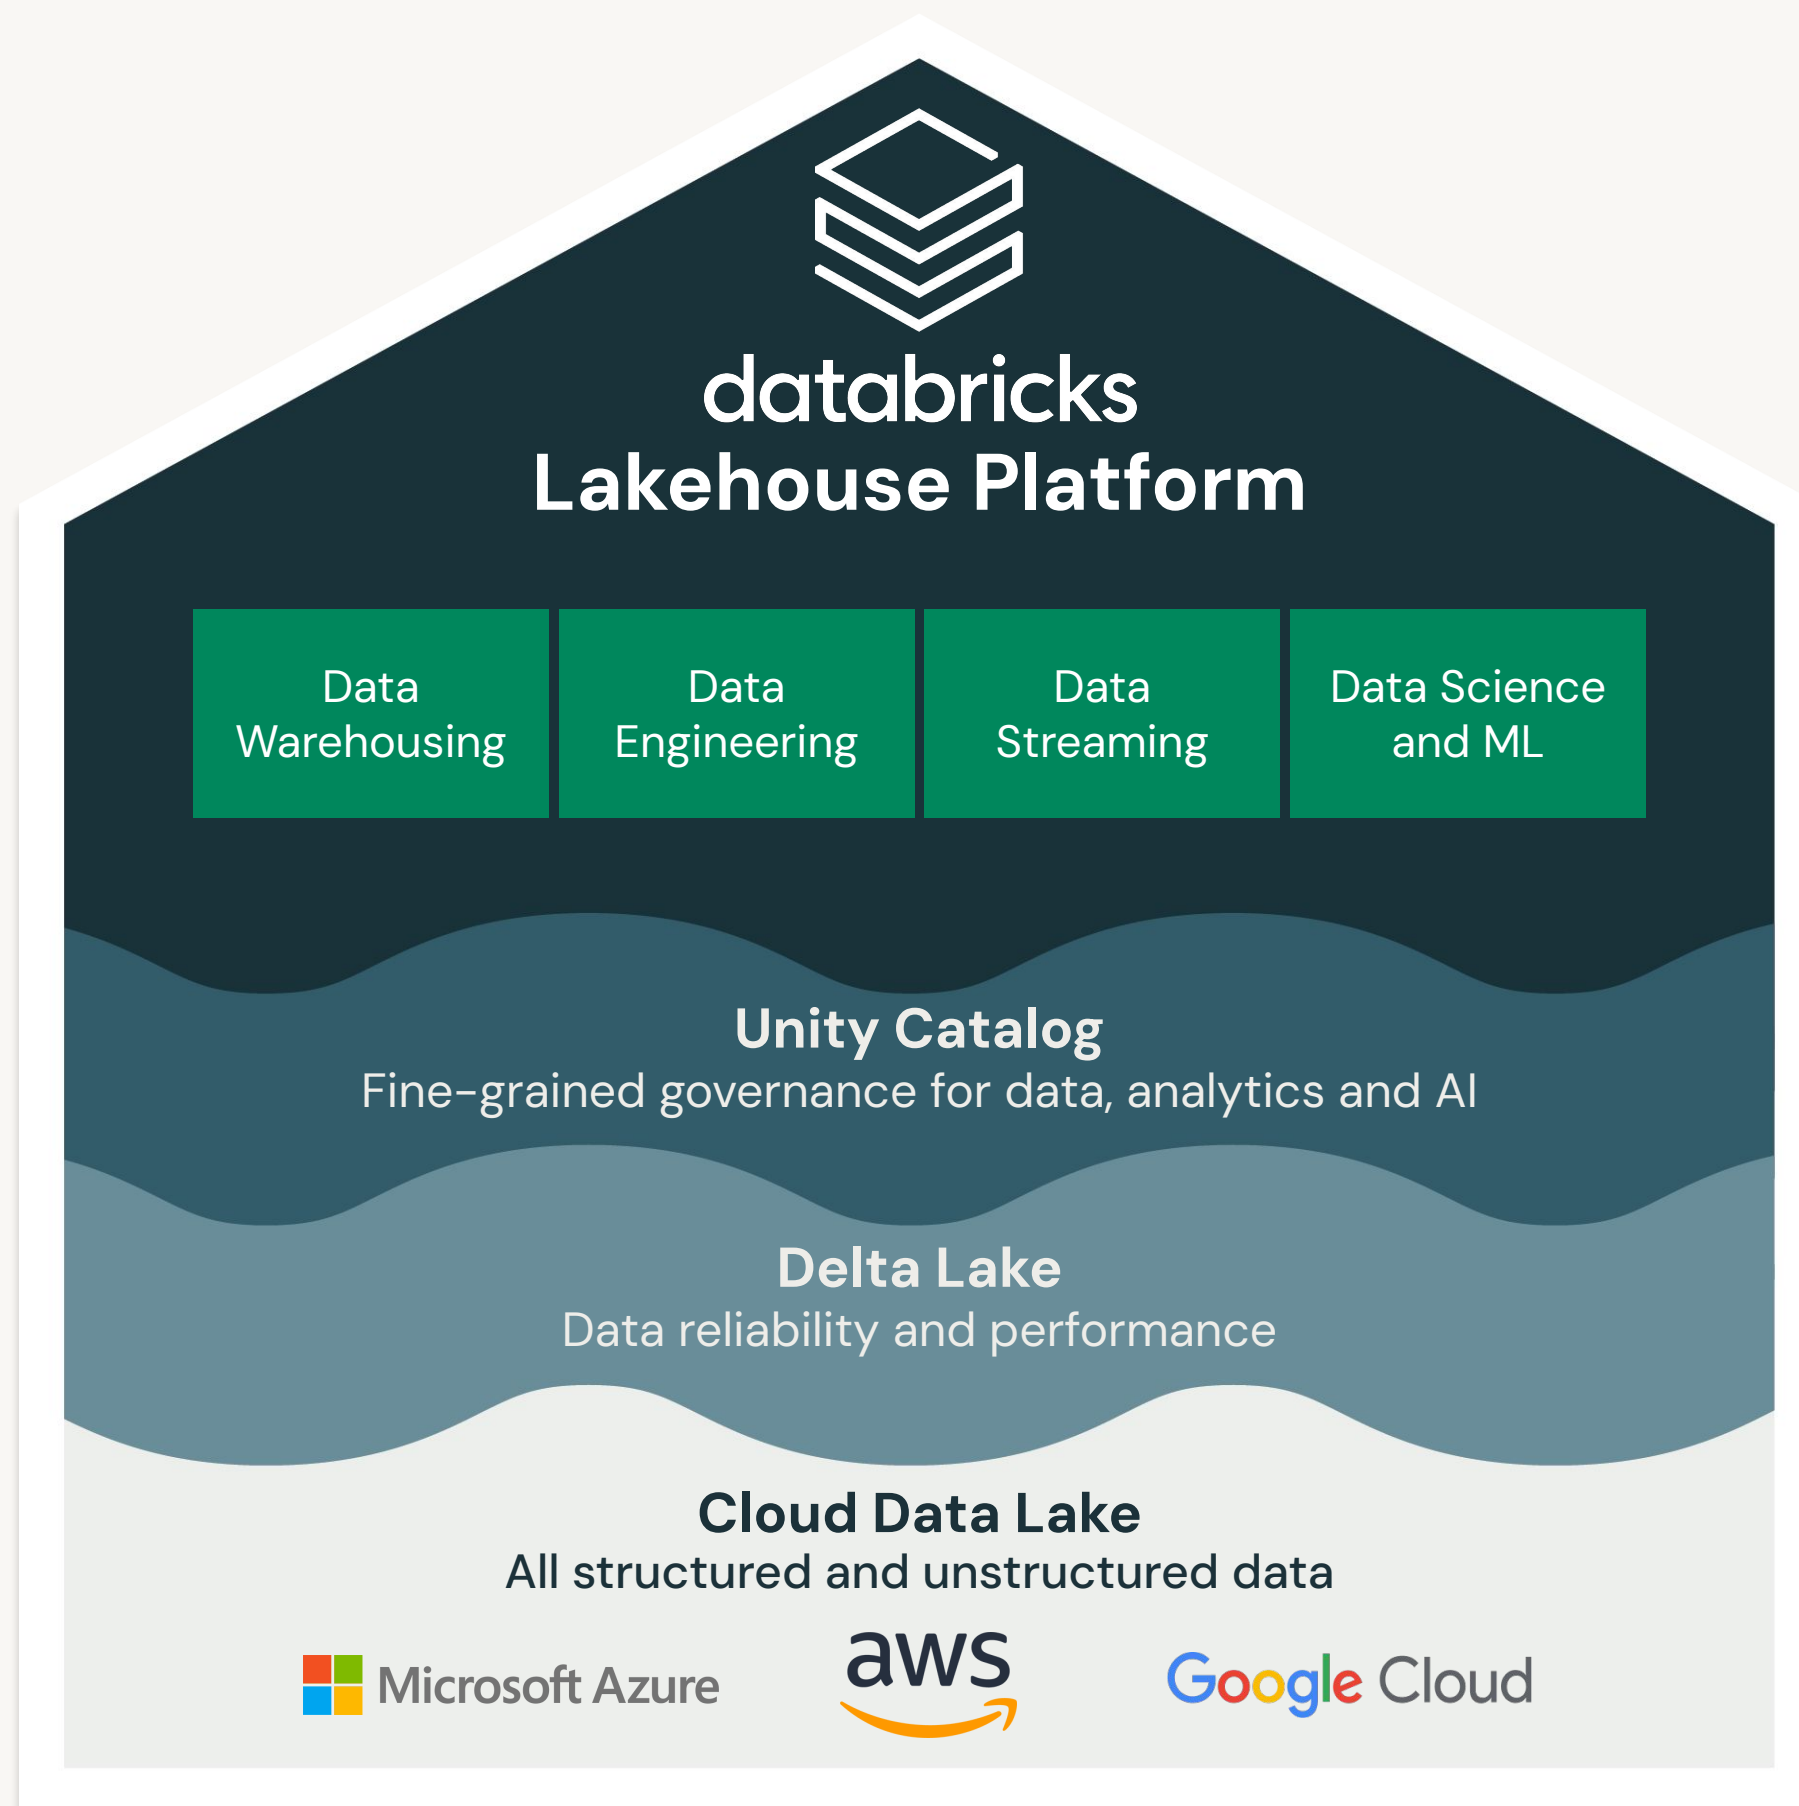 databricks
Lakehouse Platform
Data
Warehousing
Data
Engineering
Data
Streaming
Data Science
and ML
Unity Catalog
Fine-grained governance for data, analytics and AI
Delta Lake
Data reliability and performance
Cloud Data Lake
All structured and unstructured data
Microsoft Azure
aws
Google Cloud